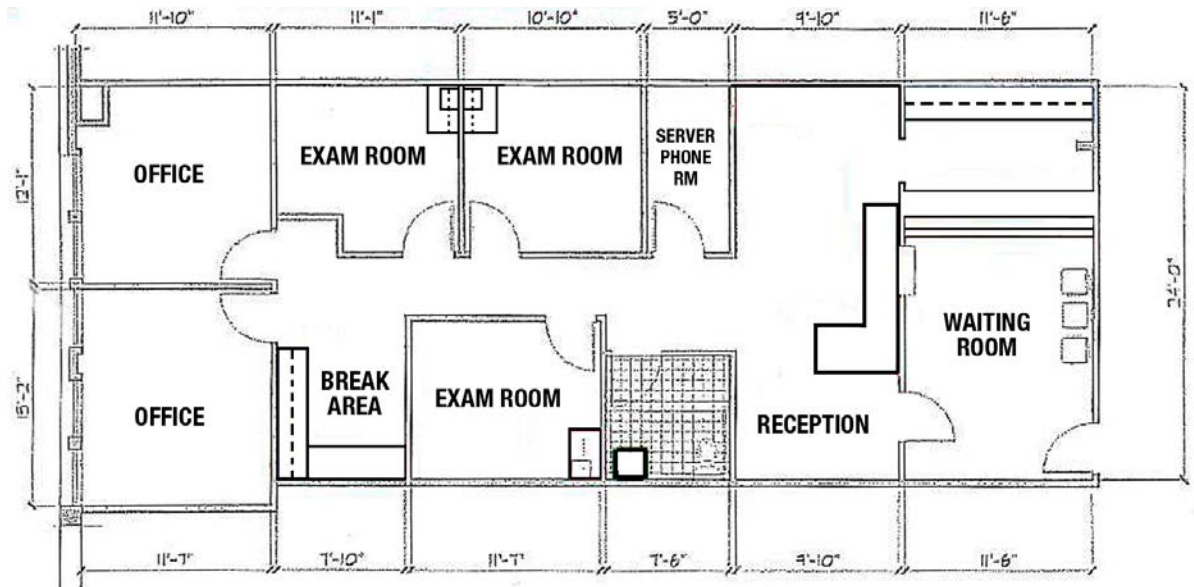 11'-10"
11'-1"
10'-10"
5'-0"
9'-10"
11'-6"
OFFICE
EXAM ROOM
EXAM ROOM
SERVER
PHONE
RM
12'-1"
24'-0"
OFFICE
BREAK
AREA
EXAM ROOM
RECEPTION
WAITING
ROOM
11'-7"
7'-10"
11'-7"
7'-6"
9'-10"
11'-6"